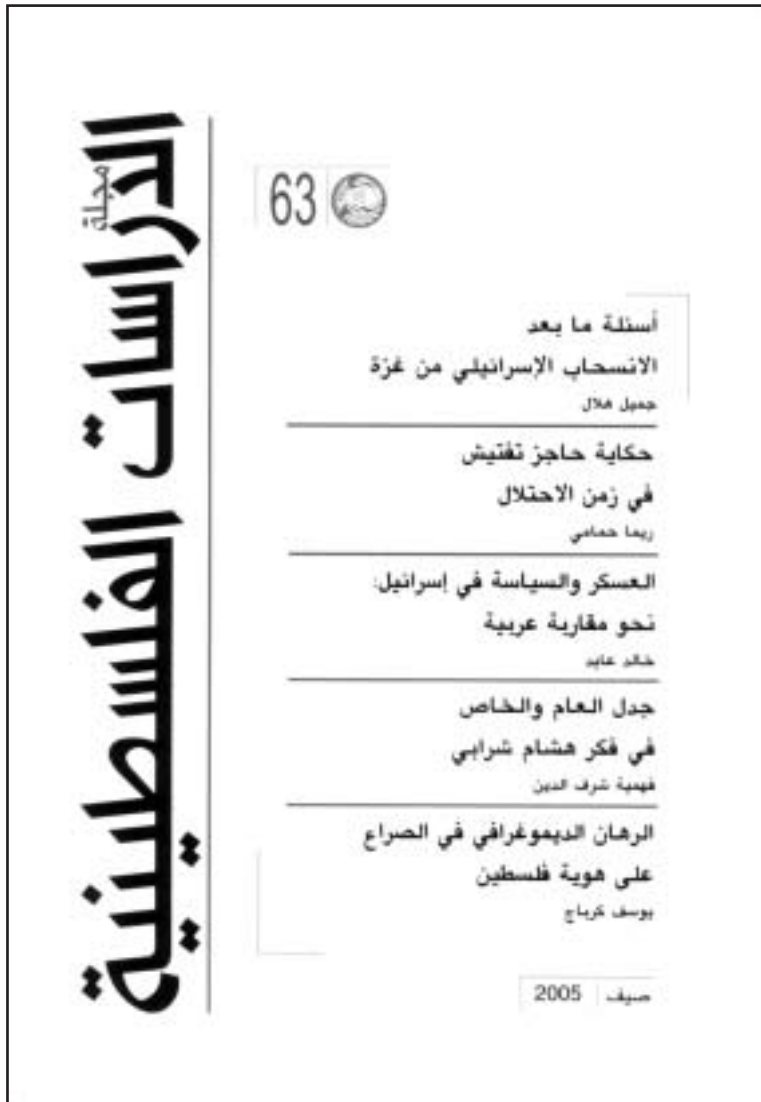 مجلة
الدراسات الفلسطينية
63
أسئلة ما بعد
الانسحاب الإسرائيلي من غزة
جميل هلال
حكاية حاجز تفتيش
في زمن الاحتلال
ريما حمامي
العسكر والسياسة في إسرائيل:
نحو مقاربة عربية
خالد عايد
جدل العام والخاص
في فكر هشام شرابي
فهمية شرف الدين
الرهان الديموغرافي في الصراع
على هوية فلسطين
يوسف كرباج
صيف 2005